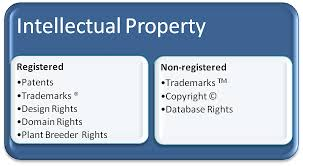 Intellectual Property
Registered
•Patents
•Trademarks ®
•Design Rights
•Domain Rights
•Plant Breeder Rights
Non-registered
•Trademarks TM
•Copyright ©
•Database Rights